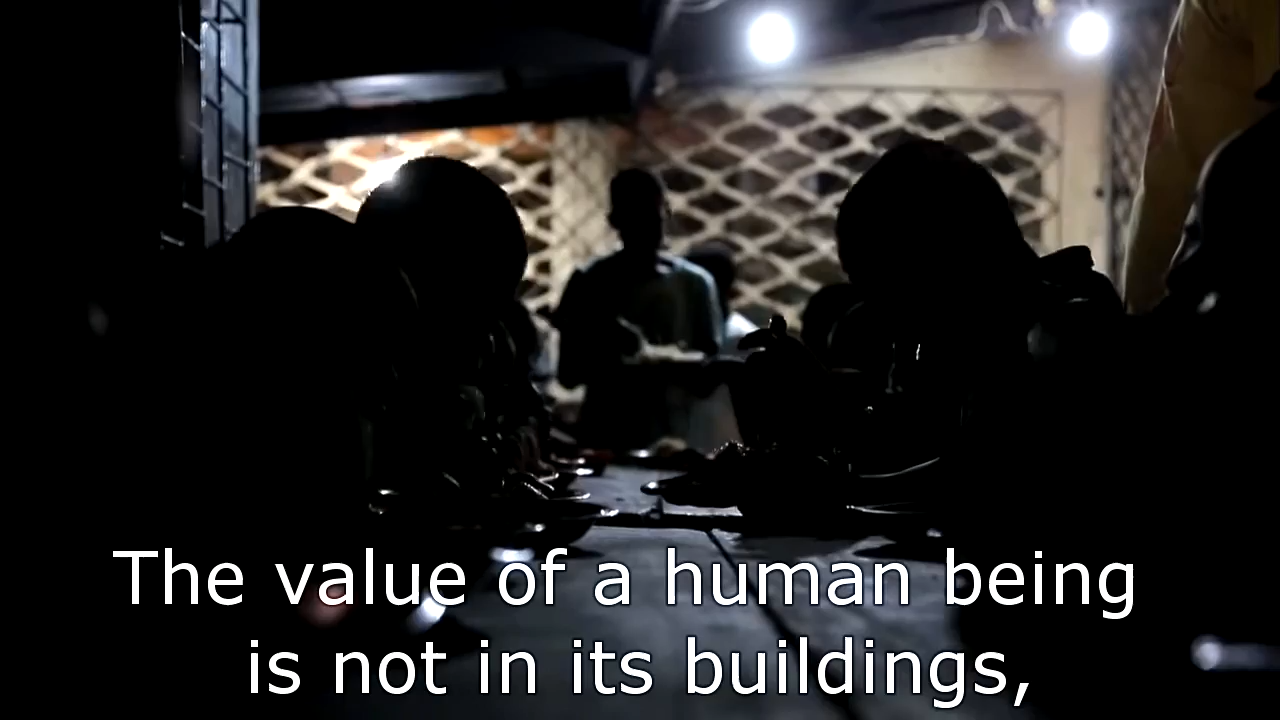 The value of a human being
is not in its buildings,